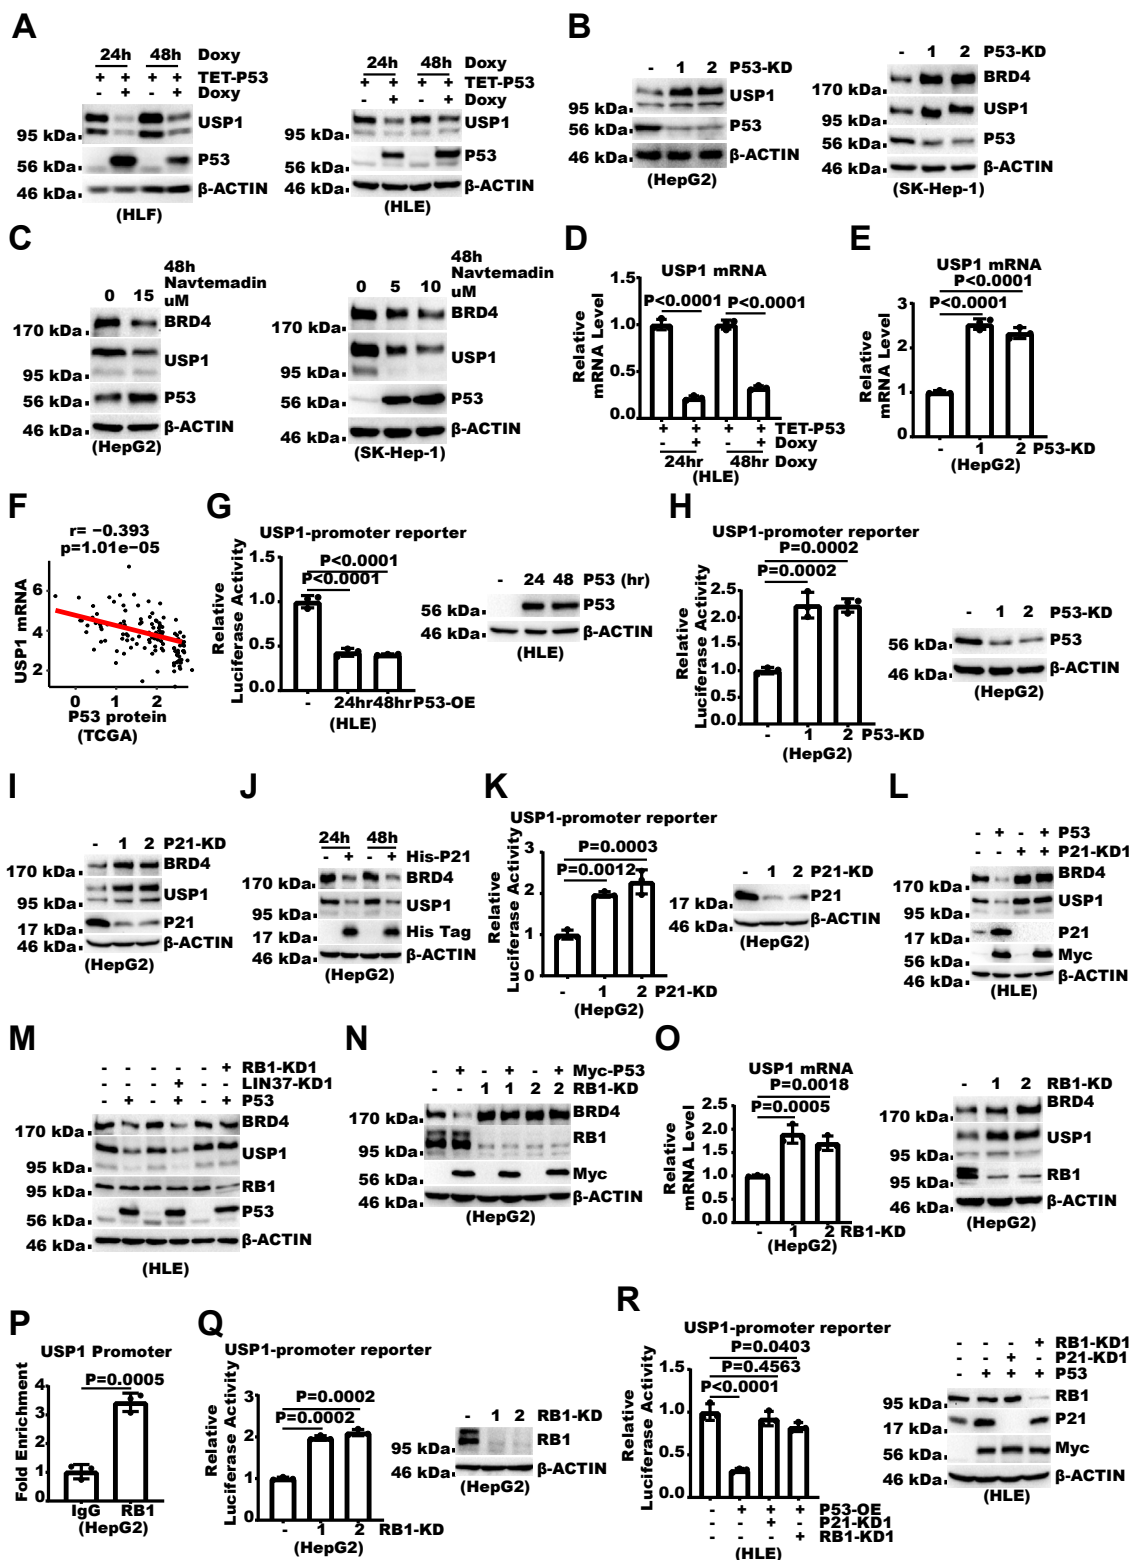 A
24h 48h Doxy
+ + + + TET-P53
- + - + Doxy
USP1
95 kDa
P53
56 kDa
46 kDa β-ACTIN
(HLF)
24h 48h Doxy
+ + + + TET-P53
- + - + Doxy
USP1
95 kDa
P53
56 kDa
46 kDa β-ACTIN
(HLE)
B
- 1 2 P53-KD
USP1
95 kDa
56 kDa P53
46 kDa β-ACTIN
(HepG2)
- 1 2 P53-KD
BRD4
170 kDa
USP1
95 kDa
56 kDa P53
46 kDa β-ACTIN
(SK-Hep-1)
C
48h
Navtemadin
0 15 uM
BRD4
170 kDa
USP1
95 kDa
56 kDa P53
46 kDa β-ACTIN
(HepG2)
48h
Navtemadin
0 5 10 uM
BRD4
170 kDa
USP1
95 kDa
56 kDa P53
46 kDa β-ACTIN
(SK-Hep-1)
D
USP1 mRNA
P<0.0001 P<0.0001
Relative
mRNA Level
1.5
1.0
0.5
0.0
+ + + + TET-P53
- + - + Doxy
24hr 48hr Doxy
(HLE)
E
USP1 mRNA
P<0.0001
P<0.0001
Relative
mRNA Level
3
2
1
0
- 1 2 P53-KD
(HepG2)
F
r= −0.393
p=1.01e−05
USP1 mRNA
6
4
2
0 1 2
P53 protein
(TCGA)
G
USP1-promoter reporter
P<0.0001
P<0.0001
Relative
Luciferase Activity
1.5
1.0
0.5
0.0
- 24hr 48hr P53-OE
(HLE)
- 24 48 P53 (hr)
56 kDa P53
46 kDa β-ACTIN
(HLE)
H
USP1-promoter reporter
P=0.0002
P=0.0002
Relative
Luciferase Activity
2.5
2.0
1.5
1.0
0.5
0.0
- 1 2 P53-KD
(HepG2)
- 1 2 P53-KD
56 kDa P53
46 kDa β-ACTIN
(HepG2)
I
- 1 2 P21-KD
BRD4
170 kDa
USP1
95 kDa
17 kDa P21
46 kDa β-ACTIN
(HepG2)
J
24h 48h
- + - + His-P21
BRD4
170 kDa
USP1
95 kDa
17 kDa His Tag
46 kDa β-ACTIN
(HepG2)
K
USP1-promoter reporter
P=0.0003
P=0.0012
Relative
Luciferase Activity
3
2
1
0
- 1 2 P21-KD
(HepG2)
- 1 2 P21-KD
17 kDa P21
46 kDa β-ACTIN
(HepG2)
L
- + - + P53
- - + + P21-KD1
BRD4
170 kDa
USP1
95 kDa
17 kDa P21
56 kDa Myc
46 kDa β-ACTIN
(HLE)
M
- - - - - + RB1-KD1
- - - + - - LIN37-KD1
- + - + - + P53
BRD4
170 kDa
USP1
95 kDa
95 kDa RB1
P53
56 kDa
46 kDa β-ACTIN
(HLE)
N
- + - + - + Myc-P53
- - 1 1 2 2 RB1-KD
170 kDa BRD4
RB1
95 kDa
56 kDa Myc
46 kDa β-ACTIN
(HepG2)
O
USP1 mRNA
P=0.0018
P=0.0005
Relative
mRNA Level
2.5
2.0
1.5
1.0
0.5
0.0
- 1 2 RB1-KD
(HepG2)
- 1 2 RB1-KD
BRD4
170 kDa
USP1
95 kDa
95 kDa RB1
46 kDa β-ACTIN
(HepG2)
P
USP1 Promoter
P=0.0005
Fold Enrichment
4
3
2
1
0
IgG RB1
(HepG2)
Q
USP1-promoter reporter
P=0.0002
P=0.0002
Relative
Luciferase Activity
2.5
2.0
1.5
1.0
0.5
0.0
- 1 2 RB1-KD
(HepG2)
- 1 2 RB1-KD
95 kDa RB1
46 kDa β-ACTIN
(HepG2)
R
USP1-promoter reporter
P=0.0403
P=0.4563
P<0.0001
Relative
Luciferase Activity
1.5
1.0
0.5
0.0
- + + + P53-OE
- - + - P21-KD1
- - - + RB1-KD1
(HLE)
- - - + RB1-KD1
- - + - P21-KD1
- + + + P53
95 kDa RB1
17 kDa P21
56 kDa Myc
46 kDa β-ACTIN
(HLE)